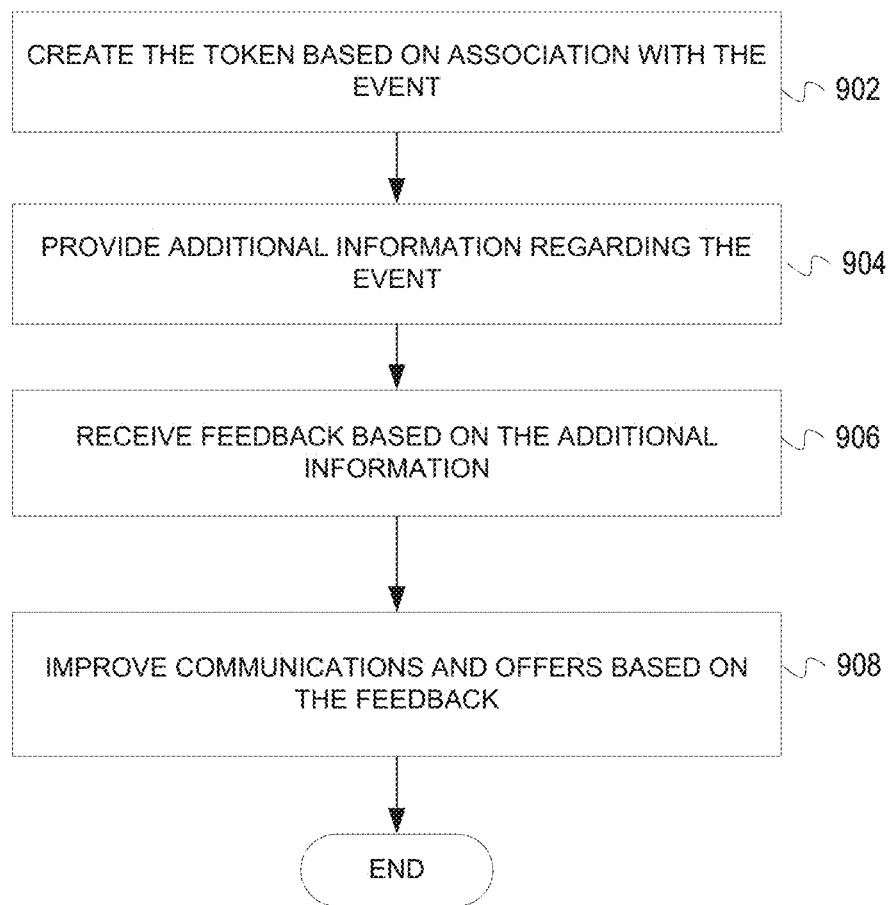 CREATE THE TOKEN BASED ON ASSOCIATION WITH THE
EVENT
902
PROVIDE ADDITIONAL INFORMATION REGARDING THE
EVENT
904
RECEIVE FEEDBACK BASED ON THE ADDITIONAL
INFORMATION
906
IMPROVE COMMUNICATIONS AND OFFERS BASED ON
THE FEEDBACK
908
END